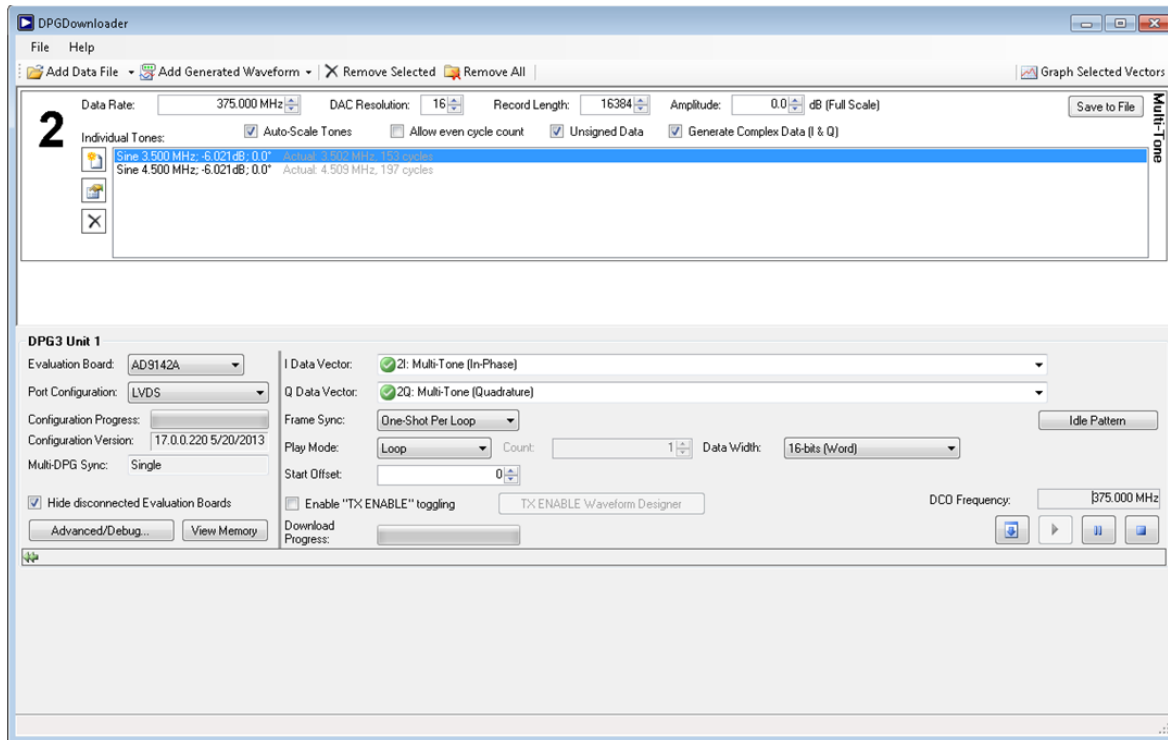 DPGDownloader
File Help
Add Data File Add Generated Waveform Remove Selected Remove All Graph Selected Vectors
Data Rate: 375.000 MHz DAC Resolution: 16 Record Length: 16384 Amplitude: 0.0 dB (Full Scale) Save to File
2
Multi-Tone
Individual Tones: Auto-Scale Tones Allow even cycle count Unsigned Data Generate Complex Data (I & Q)
Sine 3.500 MHz; -6.021dB; 0.0° Actual: 3.502 MHz, 153 cycles
Sine 4.500 MHz; -6.021dB; 0.0° Actual: 4.509 MHz, 197 cycles
DPG3 Unit 1
Evaluation Board: AD9142A I Data Vector: 2I: Multi-Tone (In-Phase)
Port Configuration: LVDS Q Data Vector: 2Q: Multi-Tone (Quadrature)
Configuration Progress: Frame Sync: One-Shot Per Loop Idle Pattern
Configuration Version: 17.0.0.220 5/20/2013
Play Mode: Loop Count: 1 Data Width: 16-bits (Word)
Multi-DPG Sync: Single
Start Offset: 0
Hide disconnected Evaluation Boards Enable "TX ENABLE" toggling TX ENABLE Waveform Designer DCO Frequency: 375.000 MHz
Advanced/Debug... View Memory Download
Progress: